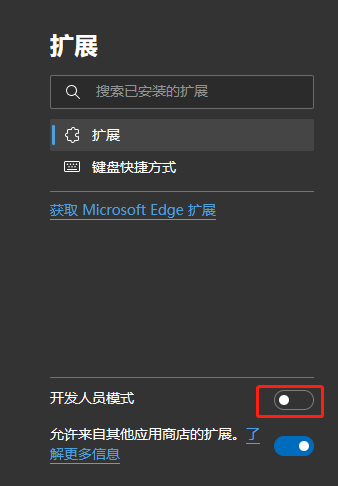 扩展
搜索已安装的扩展
扩展
键盘快捷方式
获取 Microsoft Edge 扩展
开发人员模式
允许来自其他应用商店的扩展。了
解更多信息